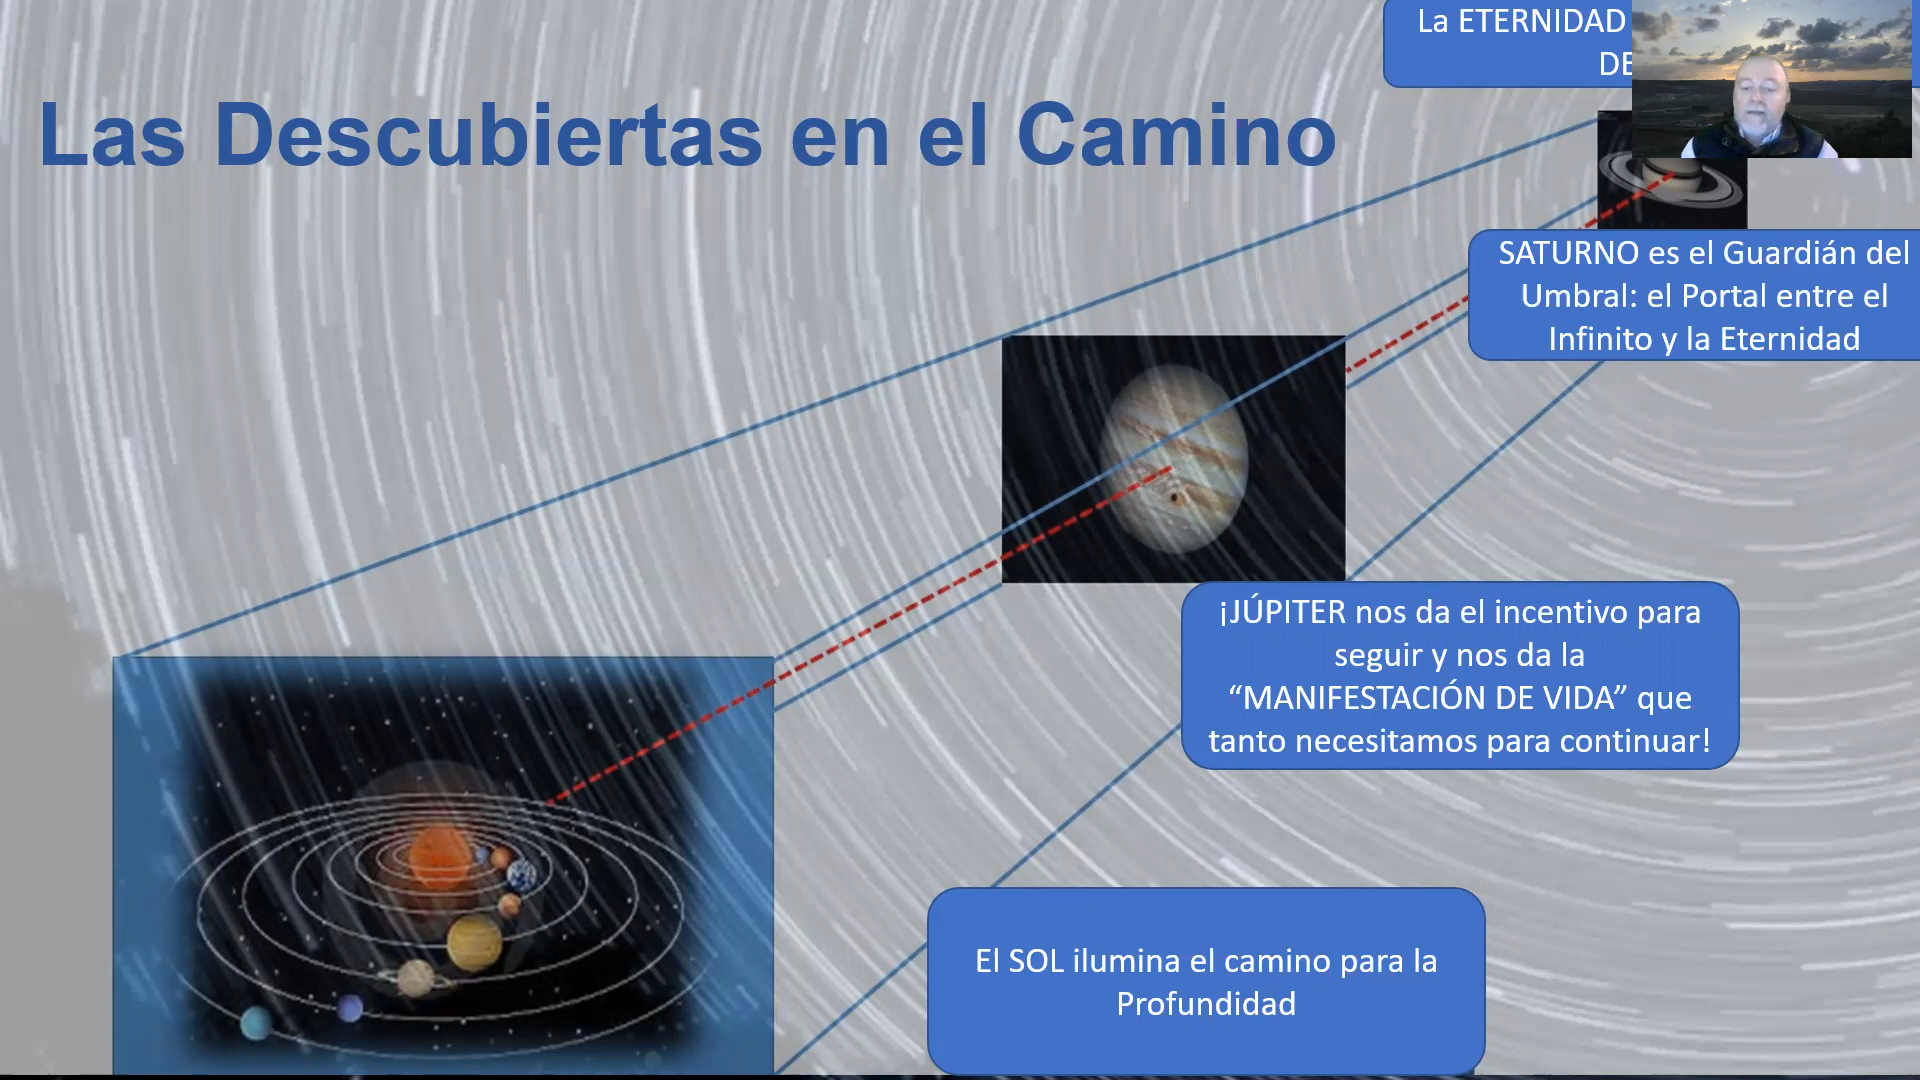 La ETERNIDAD
DE
Las Descubiertas en el Camino
SATURNO es el Guardián del
Umbral: el Portal entre el
Infinito y la Eternidad
¡JÚPITER nos da el incentivo para
seguir y nos da la
“MANIFESTACIÓN DE VIDA” que
tanto necesitamos para continuar!
El SOL ilumina el camino para la
Profundidad